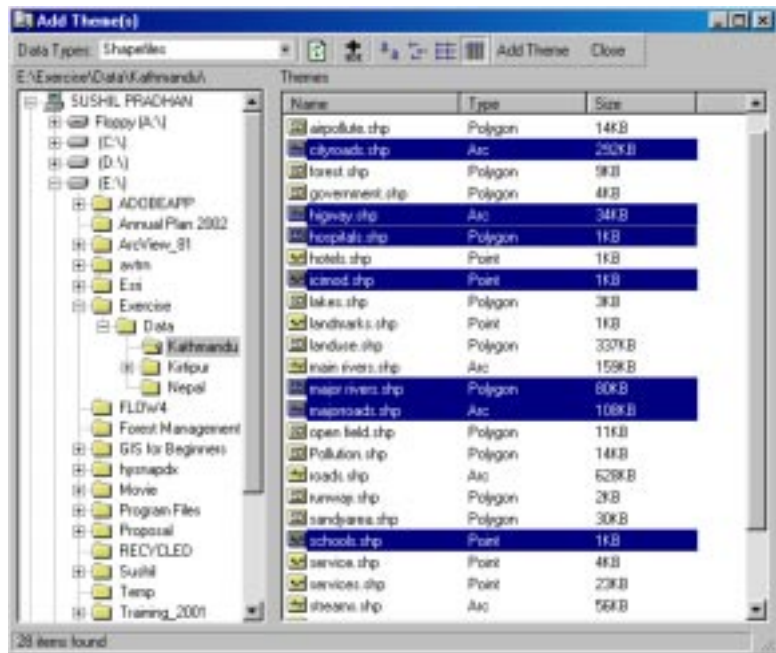 Add Theme(s)
Data Types: Shapefiles
Add Theme Close
E:\Exercise\Data\Kathmandu\
Themes
SUSHIL PRADHAN
Floppy (A:\)
(C:\)
(D:\)
(E:\)
ADOBEAPP
Annual Plan 2002
ArcView_81
avtm
Esri
Exercise
Data
Kathmandu
Kirtipur
Nepal
FLOW4
Forest Management
GIS for Beginners
hysnapdx
Movie
Program Files
Proposal
RECYCLED
Sushil
Temp
Training_2001
Name Type Size
airpollute.shp Polygon 14KB
cityroads.shp Arc 292KB
forest.shp Polygon 9KB
government.shp Polygon 4KB
higway.shp Arc 34KB
hospitals.shp Polygon 1KB
hotels.shp Point 1KB
icimod.shp Point 1KB
lakes.shp Polygon 3KB
landmarks.shp Point 1KB
landuse.shp Polygon 337KB
main rivers.shp Arc 159KB
major rivers.shp Polygon 80KB
majorroads.shp Arc 108KB
open field.shp Polygon 11KB
Pollution.shp Polygon 14KB
roads.shp Arc 628KB
runway.shp Polygon 2KB
sandyarea.shp Polygon 30KB
schools.shp Point 1KB
service.shp Point 4KB
services.shp Point 23KB
streams.shp Arc 56KB
28 items found